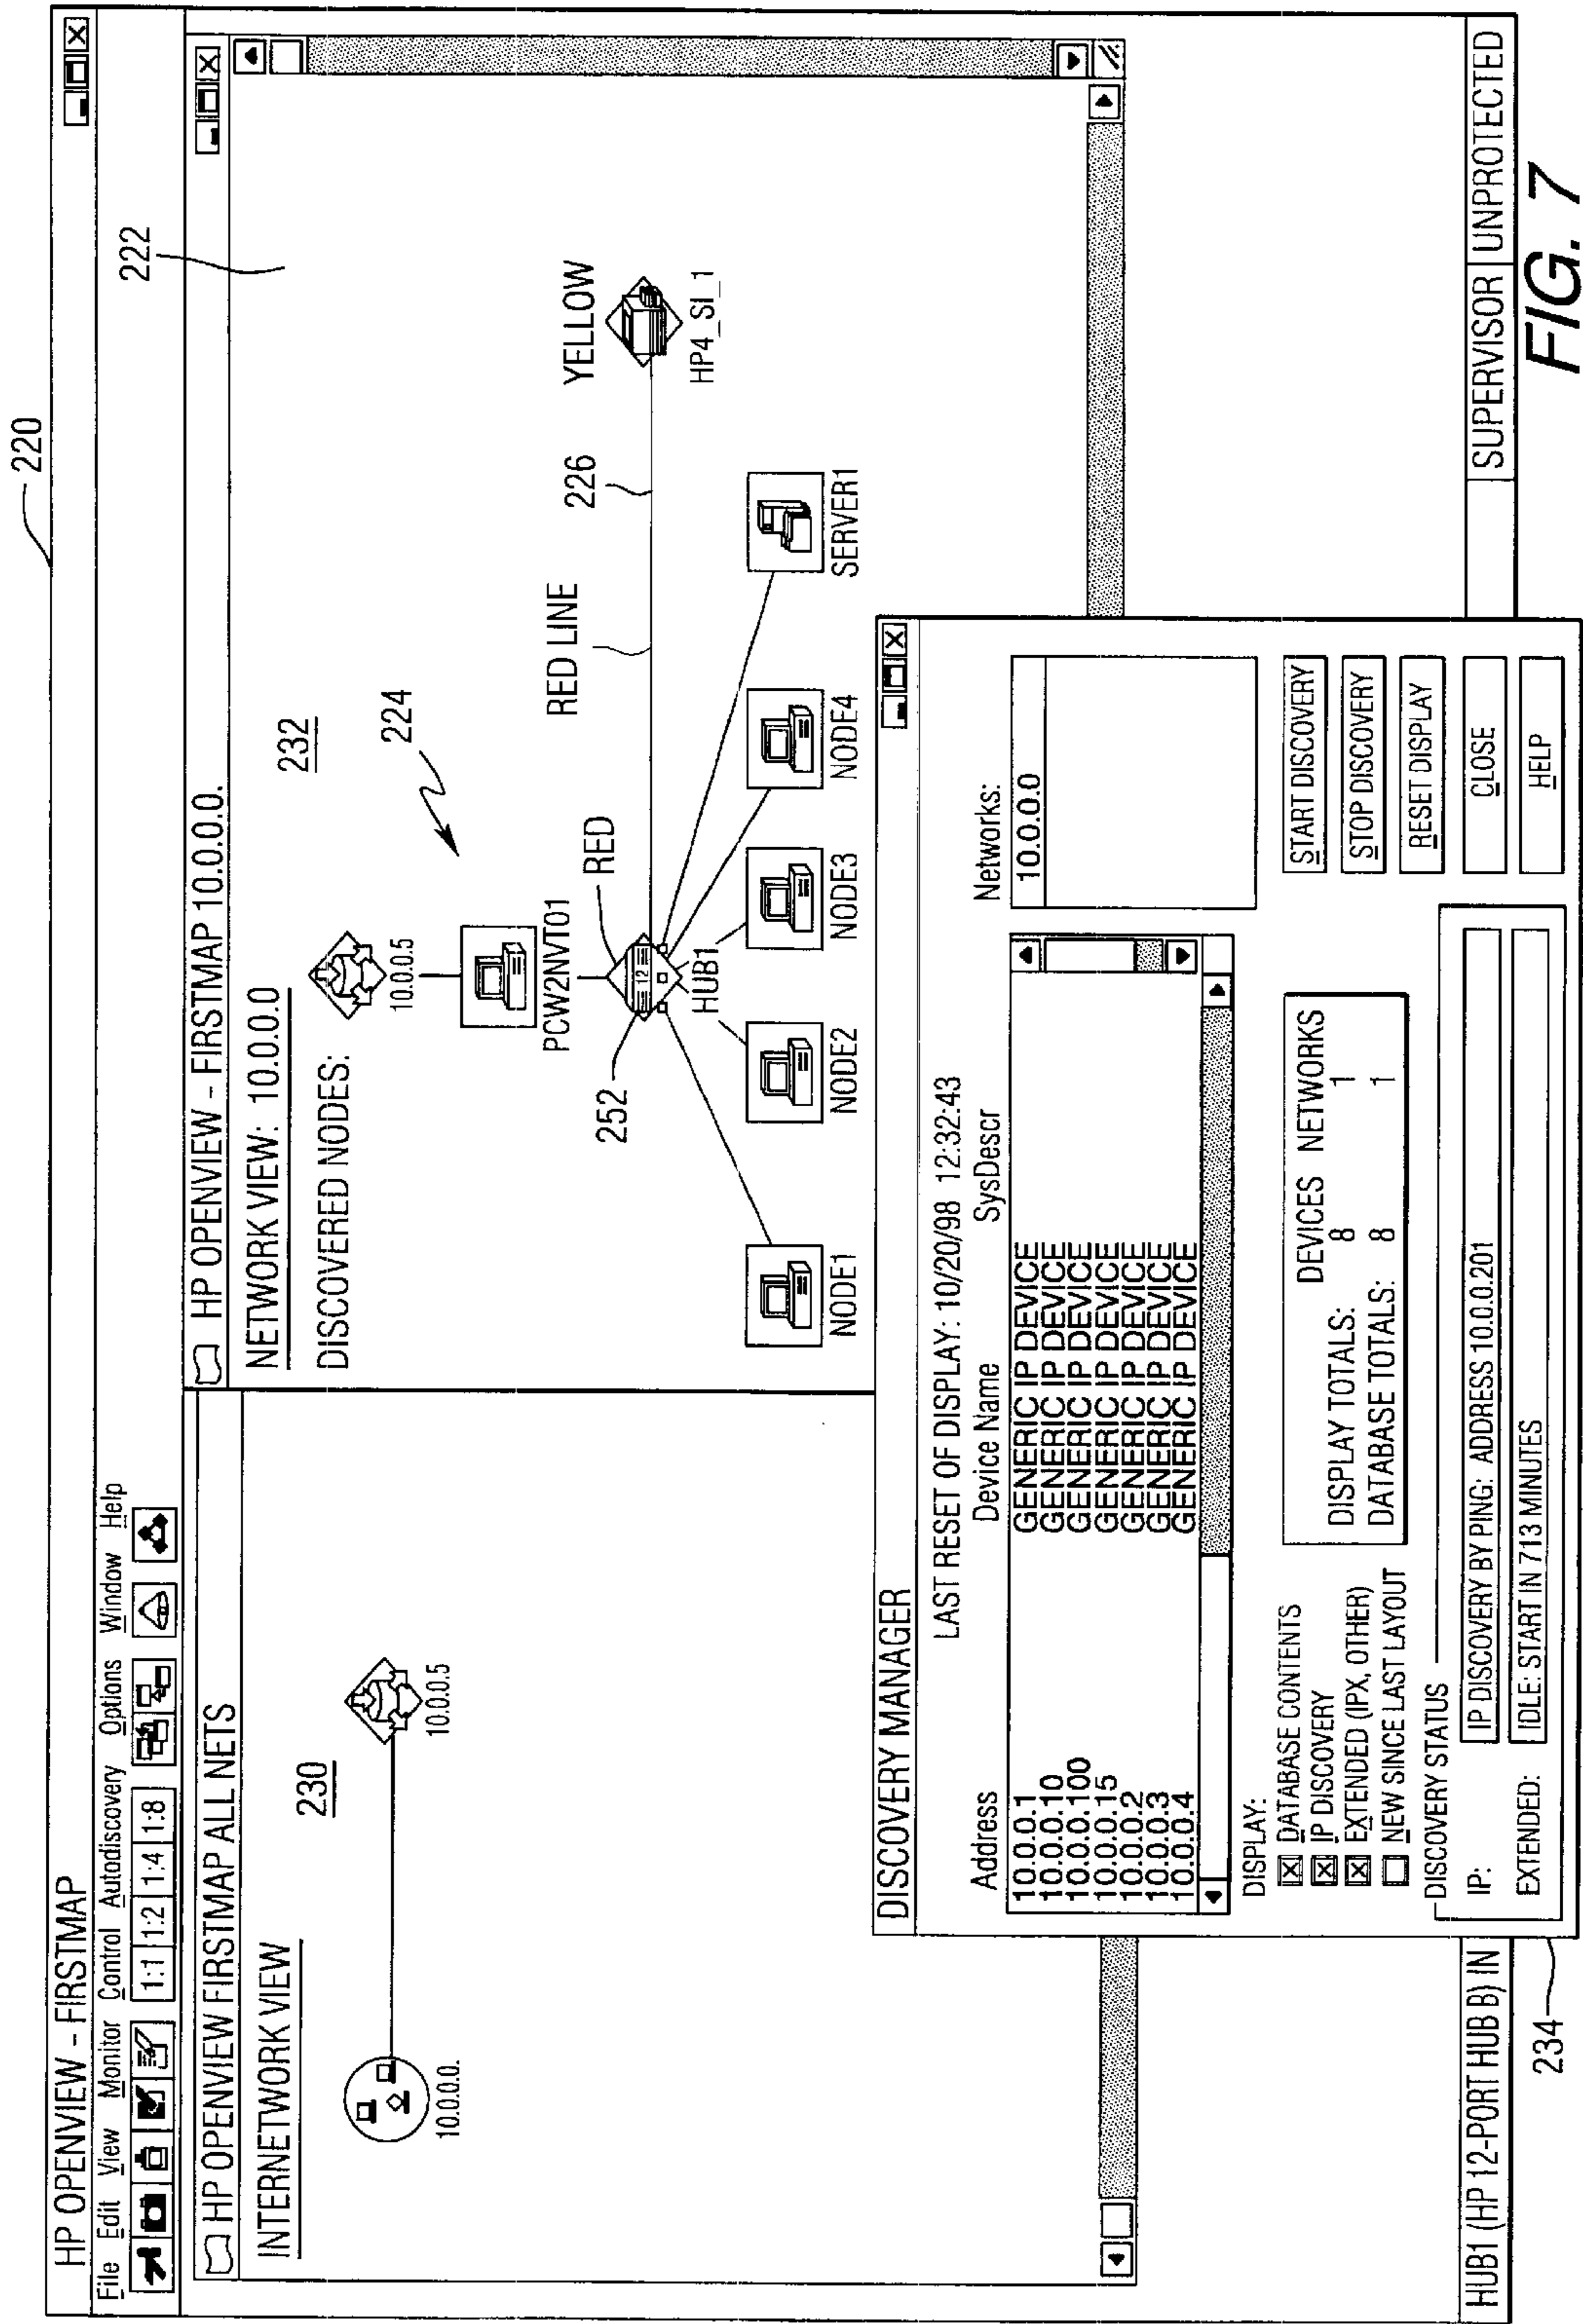 220
HP OPENVIEW - FIRSTMAP
File Edit View Monitor Control Autodiscovery Options Window Help
1:1 1:2 1:4 1:8
HP OPENVIEW FIRSTMAP ALL NETS
INTERNETWORK VIEW
230
10.0.0.0.
10.0.0.5
HP OPENVIEW - FIRSTMAP 10.0.0.0.
222
NETWORK VIEW: 10.0.0.0
232
DISCOVERED NODES:
224
10.0.0.5
PCW2NVT01
252
RED
12
HUB1
RED LINE
226
YELLOW
HP4_SI_1
NODE1
NODE2
NODE3
NODE4
SERVER1
DISCOVERY MANAGER
LAST RESET OF DISPLAY: 10/20/98 12:32:43
Address Device Name SysDescr Networks:
10.0.0.1 GENERIC IP DEVICE 10.0.0.0
10.0.0.10 GENERIC IP DEVICE
10.0.0.100 GENERIC IP DEVICE
10.0.0.15 GENERIC IP DEVICE
10.0.0.2 GENERIC IP DEVICE
10.0.0.3 GENERIC IP DEVICE
10.0.0.4 GENERIC IP DEVICE
DISPLAY:
DATABASE CONTENTS
IP DISCOVERY
EXTENDED (IPX, OTHER)
NEW SINCE LAST LAYOUT
DEVICES NETWORKS
DISPLAY TOTALS: 8 1
DATABASE TOTALS: 8 1
START DISCOVERY
STOP DISCOVERY
RESET DISPLAY
CLOSE
HELP
DISCOVERY STATUS
IP: IP DISCOVERY BY PING: ADDRESS 10.0.0.201
EXTENDED: IDLE: START IN 713 MINUTES
HUB1 (HP 12-PORT HUB B) IN
SUPERVISOR UNPROTECTED
234
FIG. 7